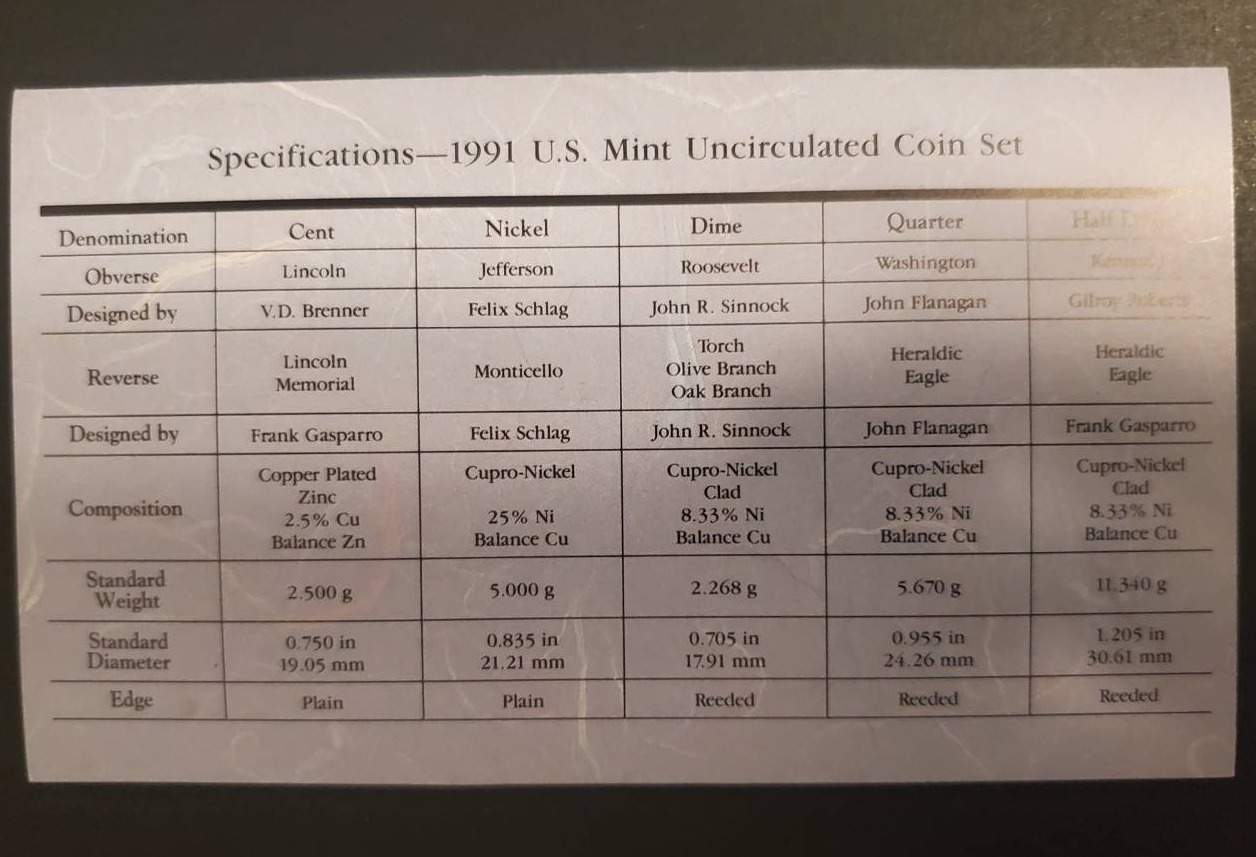 Specifications—1991 U.S. Mint Uncirculated Coin Set
Denomination Cent Nickel Dime Quarter Half
Obverse Lincoln Jefferson Roosevelt Washington Kennedy
Designed by V.D. Brenner Felix Schlag John R. Sinnock John Flanagan Gilroy Roberts
Reverse
Lincoln
Memorial
Monticello
Torch
Olive Branch
Oak Branch
Heraldic
Eagle
Heraldic
Eagle
Designed by Frank Gasparro Felix Schlag John R. Sinnock John Flanagan Frank Gasparro
Composition
Copper Plated
Zinc
2.5% Cu
Balance Zn
Cupro-Nickel
25% Ni
Balance Cu
Cupro-Nickel
Clad
8.33% Ni
Balance Cu
Cupro-Nickel
Clad
8.33% Ni
Balance Cu
Cupro-Nickel
Clad
8.33% Ni
Balance Cu
Standard
Weight
2.500 g 5.000 g 2.268 g 5.670 g 11.340 g
Standard
Diameter
0.750 in
19.05 mm
0.835 in
21.21 mm
0.705 in
17.91 mm
0.955 in
24.26 mm
1.205 in
30.61 mm
Edge Plain Plain Reeded Reeded Reeded